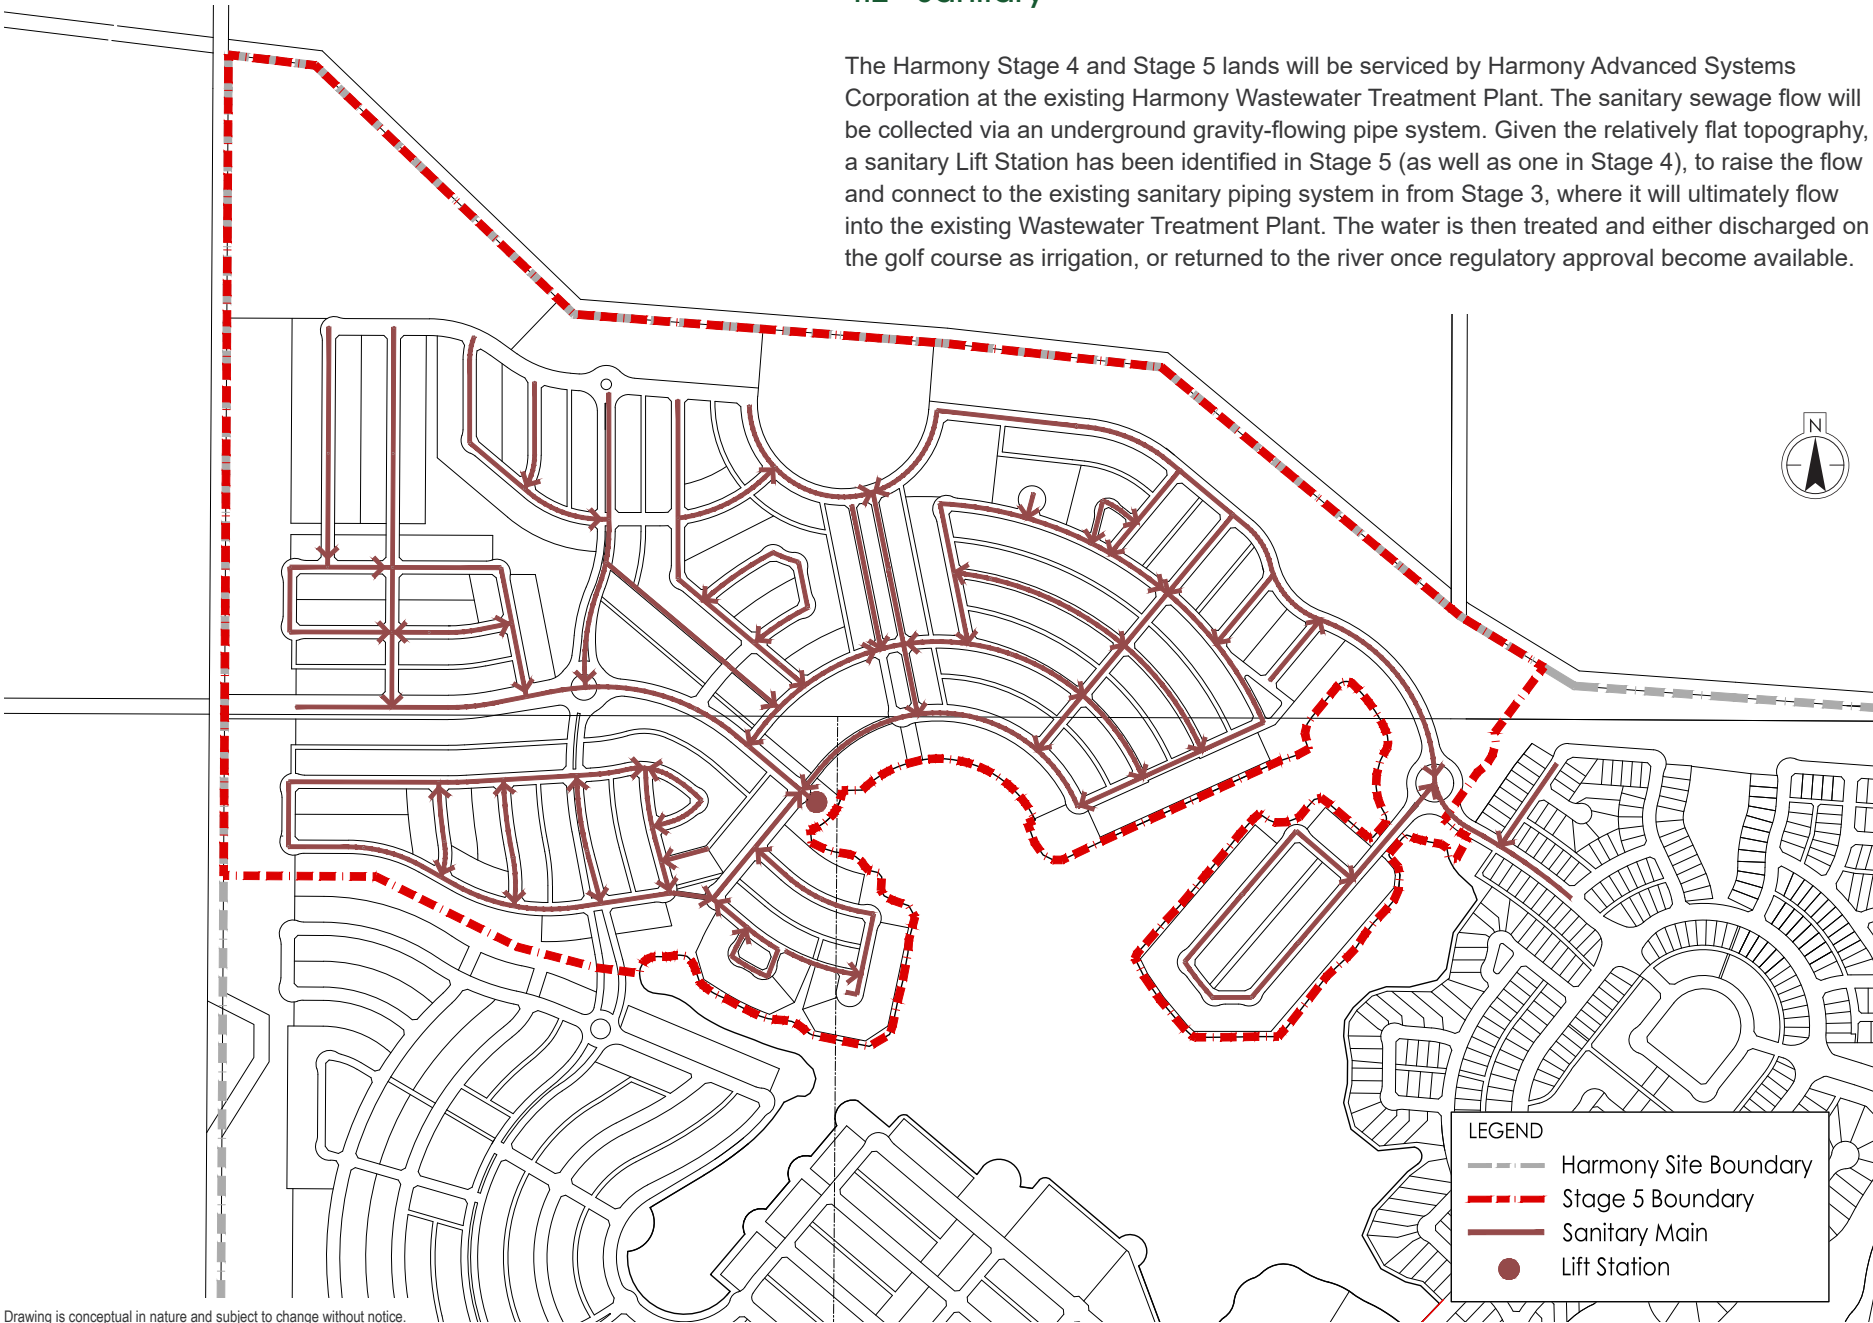 The Harmony Stage 4 and Stage 5 lands will be serviced by Harmony Advanced Systems
Corporation at the existing Harmony Wastewater Treatment Plant. The sanitary sewage flow will
be collected via an underground gravity-flowing pipe system. Given the relatively flat topography,
a sanitary Lift Station has been identified in Stage 5 (as well as one in Stage 4), to raise the flow
and connect to the existing sanitary piping system in from Stage 3, where it will ultimately flow
into the existing Wastewater Treatment Plant. The water is then treated and either discharged on
the golf course as irrigation, or returned to the river once regulatory approval become available.
N
LEGEND
Harmony Site Boundary
Stage 5 Boundary
Sanitary Main
Lift Station
Drawing is conceptual in nature and subject to change without notice.